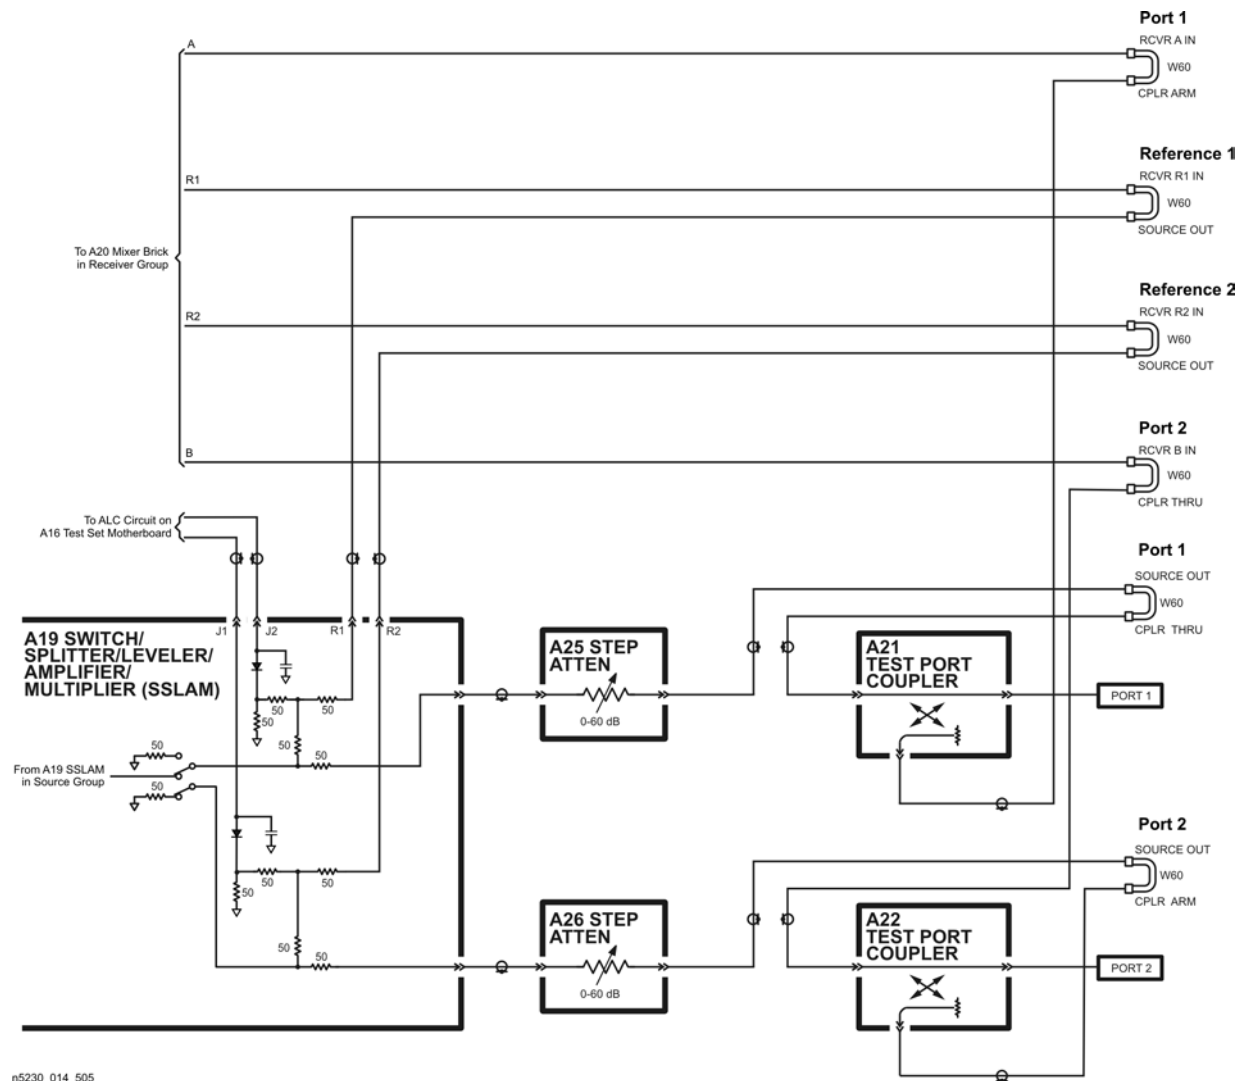 Port 1
A
RCVR A IN
W60
CPLR ARM
Reference 1
R1
RCVR R1 IN
W60
SOURCE OUT
To A20 Mixer Brick
in Receiver Group
Reference 2
R2
RCVR R2 IN
W60
SOURCE OUT
Port 2
B
RCVR B IN
W60
CPLR THRU
To ALC Circuit on
A16 Test Set Motherboard
Port 1
SOURCE OUT
W60
CPLR THRU
J1
J2
R1
R2
A19 SWITCH/
SPLITTER/LEVELER/
AMPLIFIER/
MULTIPLIER (SSLAM)
A25 STEP
ATTEN
0-60 dB
A21
TEST PORT
COUPLER
PORT 1
50
50
50
50
50
50
From A19 SSLAM
in Source Group
50
Port 2
SOURCE OUT
W60
CPLR ARM
50
50
50
50
50
A26 STEP
ATTEN
0-60 dB
A22
TEST PORT
COUPLER
PORT 2
n5230_014_505